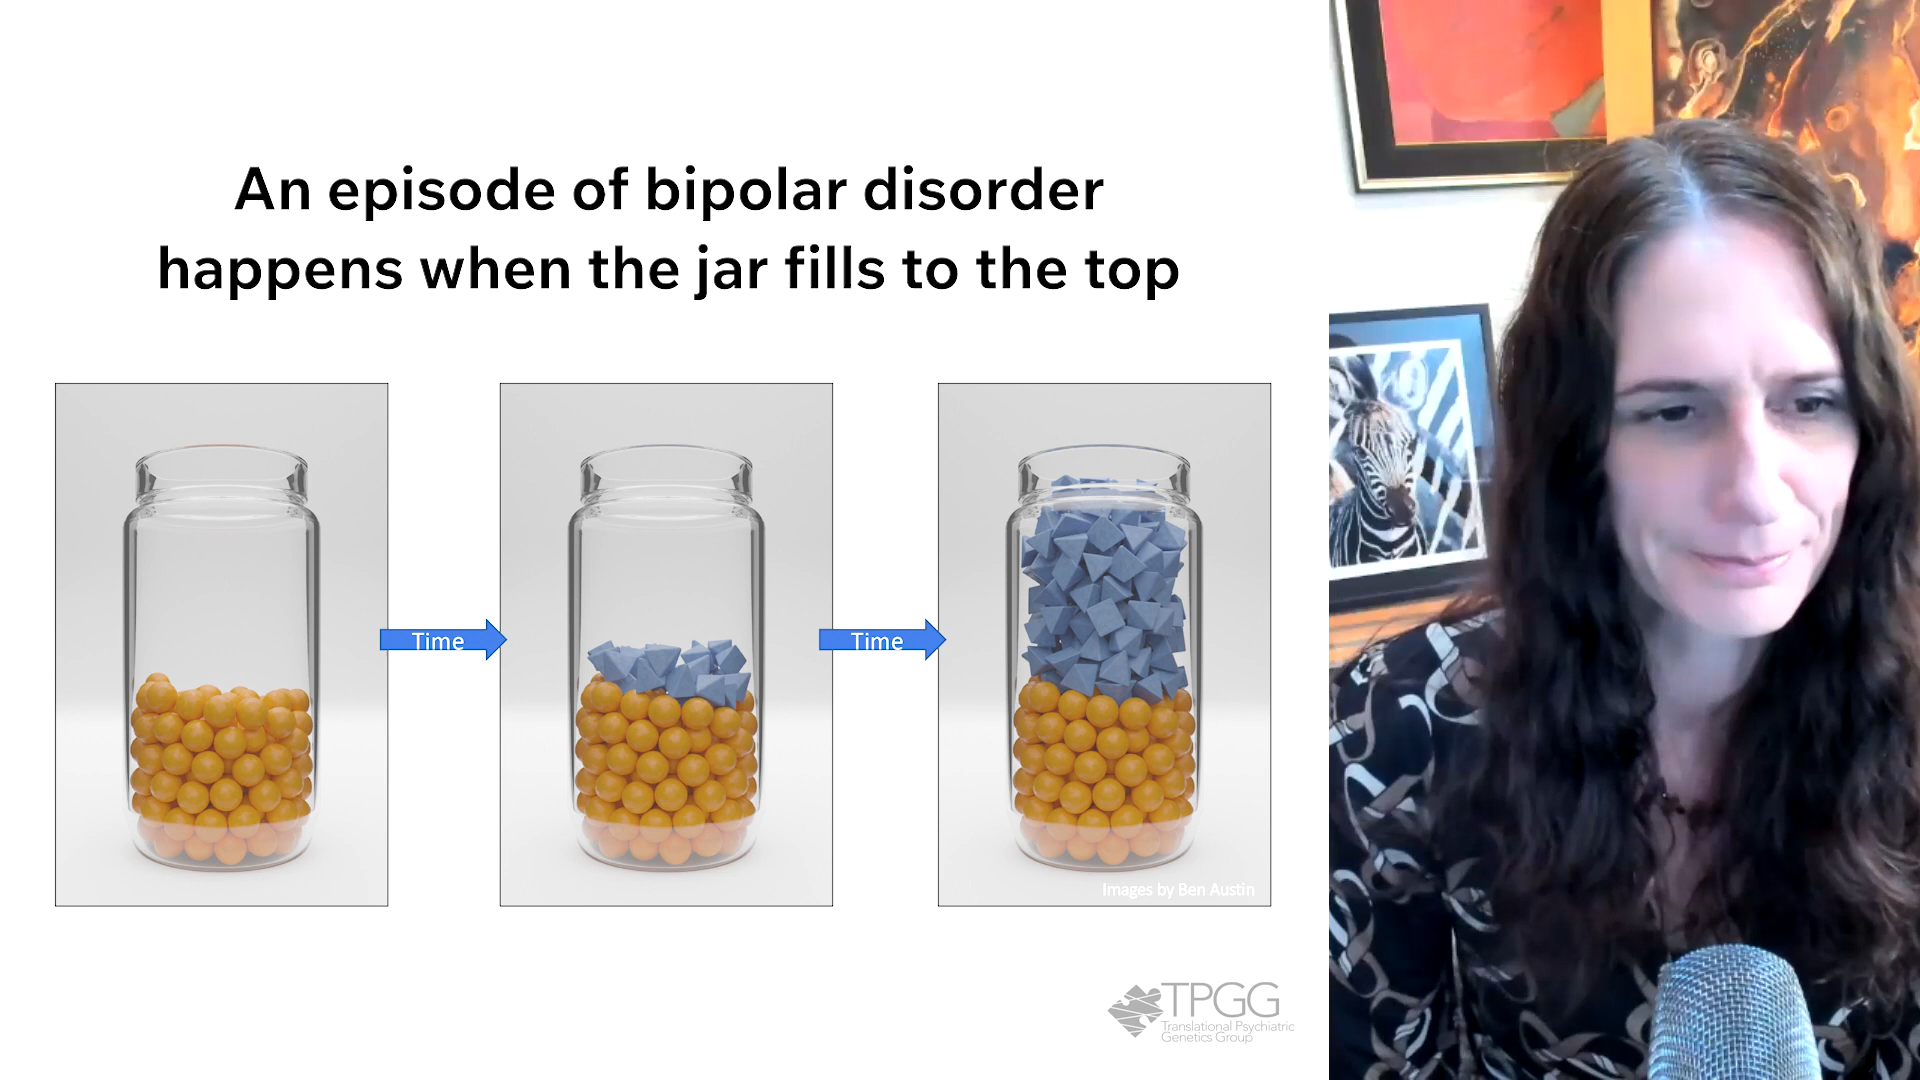 An episode of bipolar disorder
happens when the jar fills to the top
Time
Time
Images by Ben Austin
TPGG
Translational Psychiatric
Genetics Group